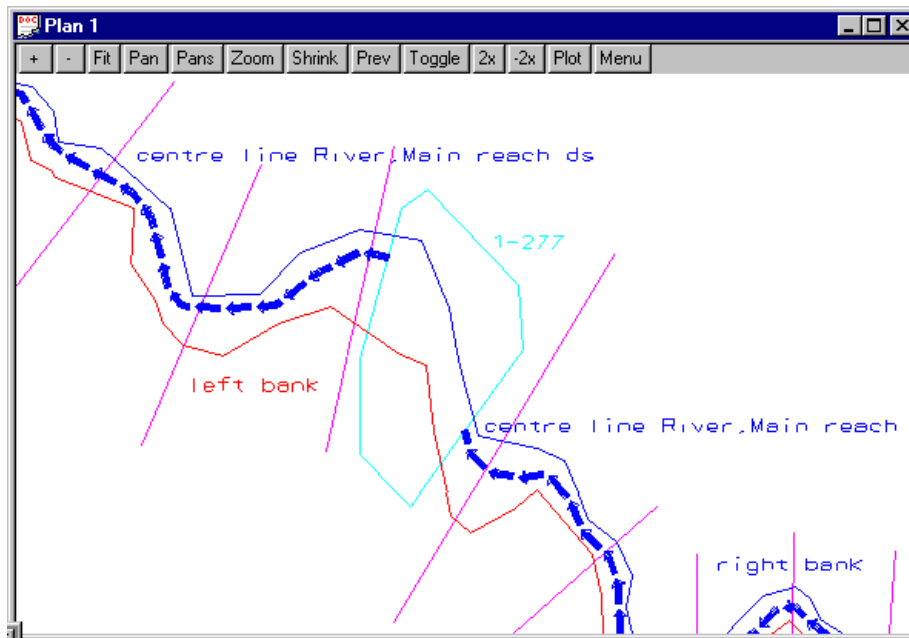 DOC Plan 1
+ - Fit Pan Pans Zoom Shrink Prev Toggle 2x -2x Plot Menu
centre line River,Main reach ds
1-277
left bank
centre line River,Main reach
right bank